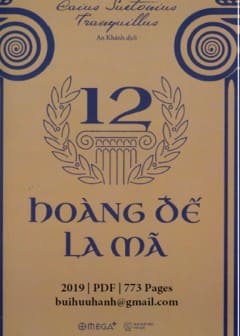 Caius Suetonius
Tranquillus
An Khánh dịch
12
HOÀNG ĐẾ
LA MÃ
2019 | PDF | 773 Pages
buihuuhanh@gmail.com
OMEGA+